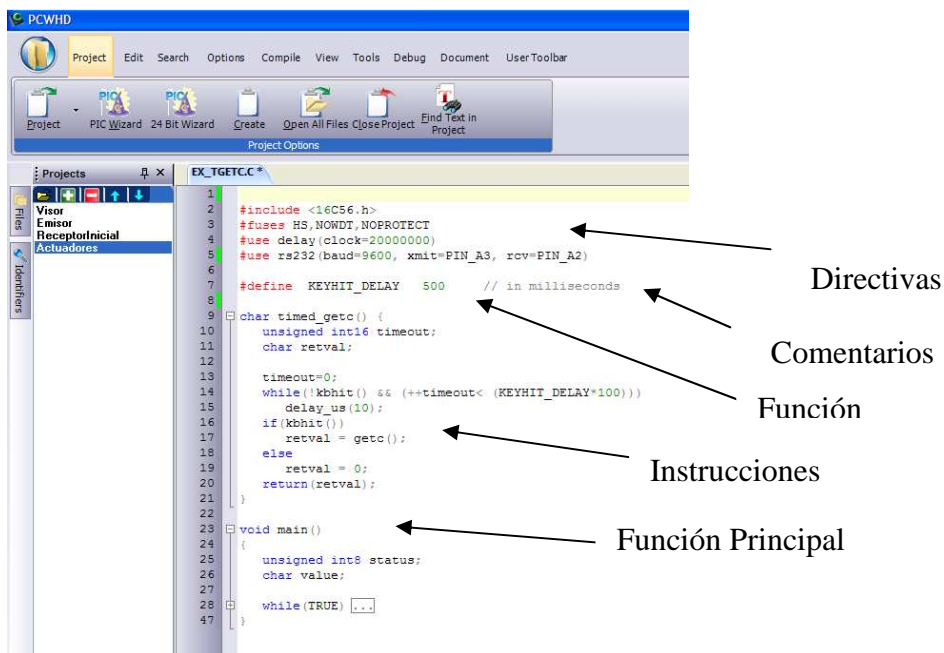 PCWHD
Project Edit Search Options Compile View Tools Debug Document User Toolbar
Project PIC Wizard 24 Bit Wizard Create Open All Files Close Project Find Text in Project
Project Options
Projects
EX_TGETC.C *
Files
Identifiers
Visor
Emisor
ReceptorInicial
Actuadores
1
2 #include <16C56.h>
3 #fuses HS,NOWDT,NOPROTECT
4 #use delay(clock=20000000)
5 #use rs232(baud=9600, xmit=PIN_A3, rcv=PIN_A2)
6
7 #define KEYHIT_DELAY 500 // in milliseconds
8
9 char timed_getc() {
10 unsigned int16 timeout;
11 char retval;
12
13 timeout=0;
14 while(!kbhit() && (++timeout< (KEYHIT_DELAY*100)))
15 delay_us(10);
16 if(kbhit())
17 retval = getc();
18 else
19 retval = 0;
20 return(retval);
21 }
22
23 void main()
24 {
25 unsigned int8 status;
26 char value;
27
28 while(TRUE) ...
47 }
Directivas
Comentarios
Función
Instrucciones
Función Principal